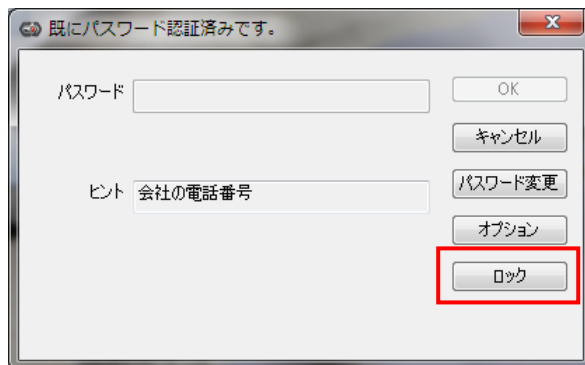 既にパスワード認証済みです。
パスワード
OK
キャンセル
ヒント 会社の電話番号
パスワード変更
オプション
ロック